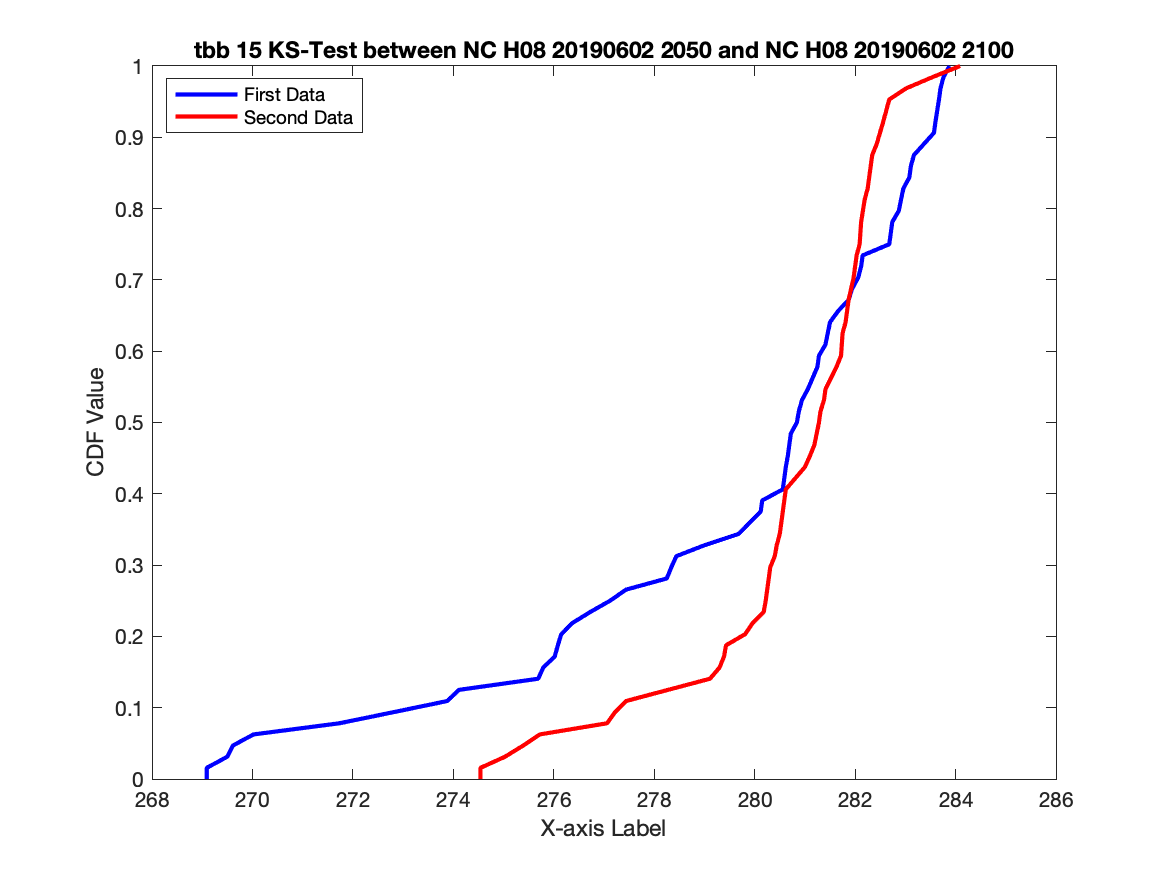 tbb 15 KS-Test between NC H08 20190602 2050 and NC H08 20190602 2100
First Data
Second Data
1
0.9
0.8
0.7
0.6
0.5
0.4
0.3
0.2
0.1
0
CDF Value
268 270 272 274 276 278 280 282 284 286
X-axis Label